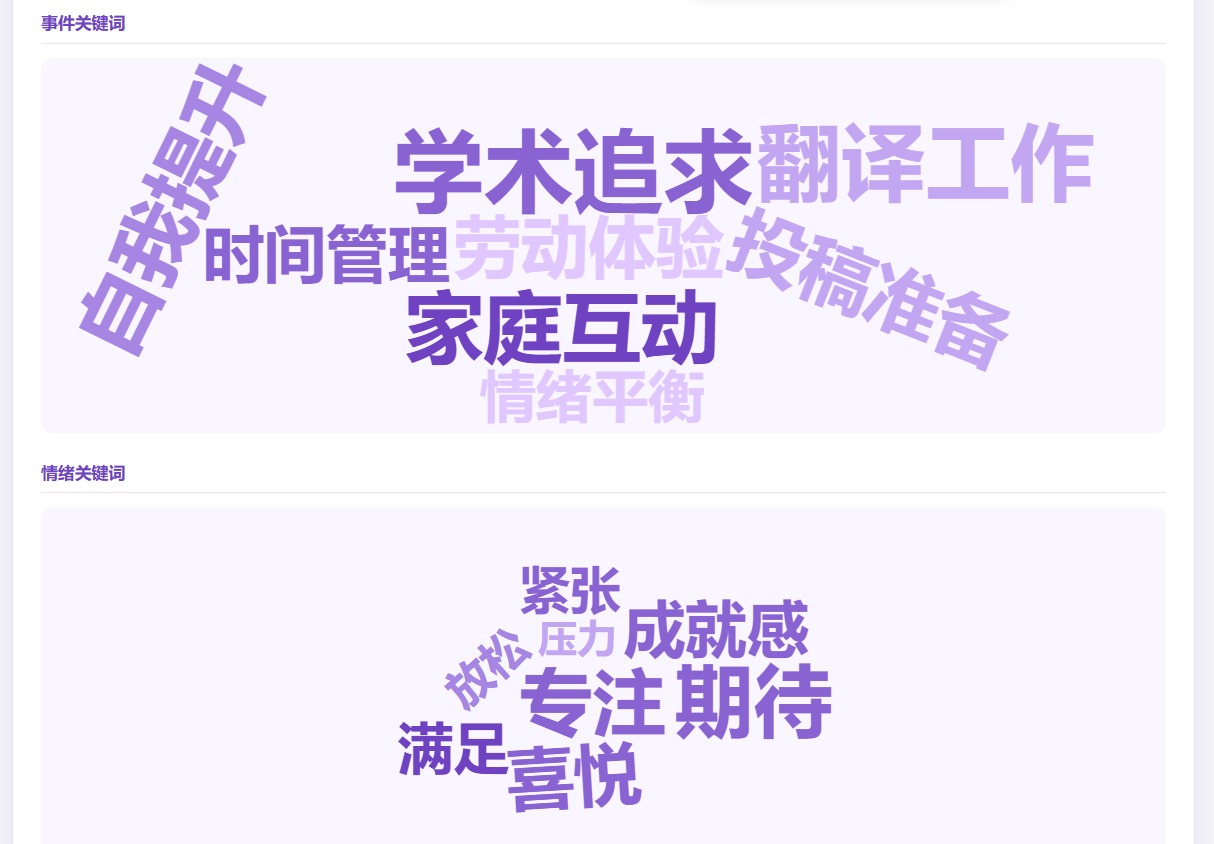 事件关键词
自我提升
学术追求
翻译工作
时间管理
劳动体验
投稿准备
家庭互动
情绪平衡
情绪关键词
紧张
压力
成就感
放松
专注
期待
满足
喜悦